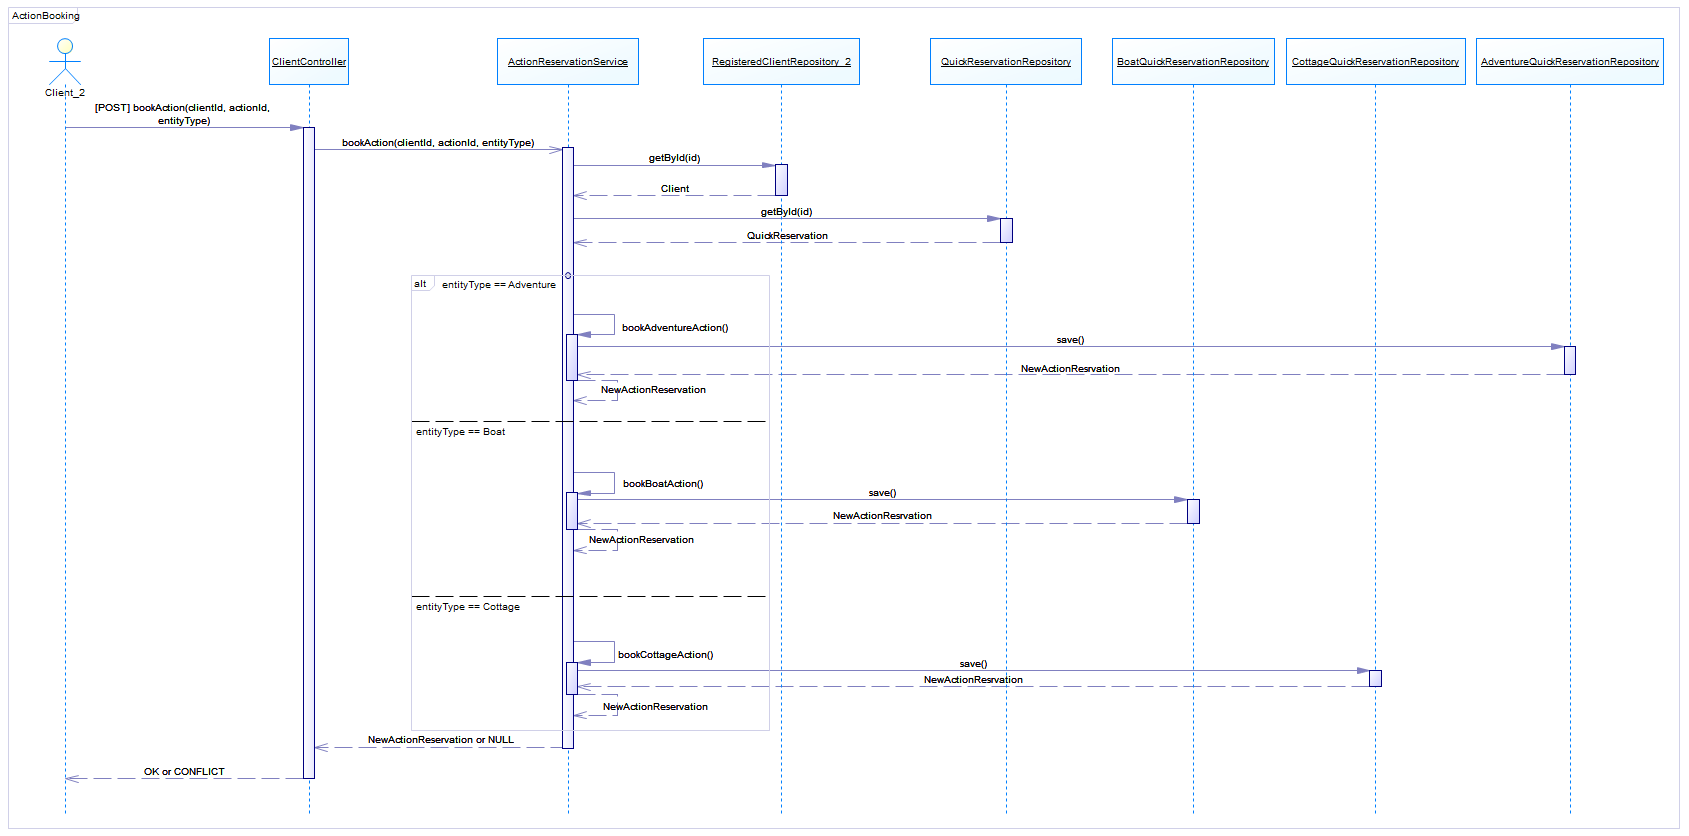 ActionBooking
Client_2
ClientController
ActionReservationService
RegisteredClientRepository_2
QuickReservationRepository
BoatQuickReservationRepository
CottageQuickReservationRepository
AdventureQuickReservationRepository
[POST] bookAction(clientId, actionId,
entityType)
bookAction(clientId, actionId, entityType)
getById(id)
Client
getById(id)
QuickReservation
alt
entityType == Adventure
bookAdventureAction()
save()
NewActionResrvation
NewActionReservation
entityType == Boat
bookBoatAction()
save()
NewActionResrvation
NewActionReservation
entityType == Cottage
bookCottageAction()
save()
NewActionResrvation
NewActionReservation
NewActionReservation or NULL
OK or CONFLICT